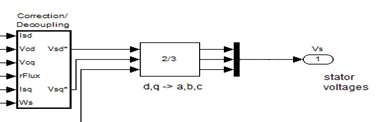 Correction/
Decoupling
Isd
Vcd
Vcq
rFlux
Isq
Ws
Vsd*
Vsq*
2/3
d,q -> a,b,c
Vs
1
stator
voltages